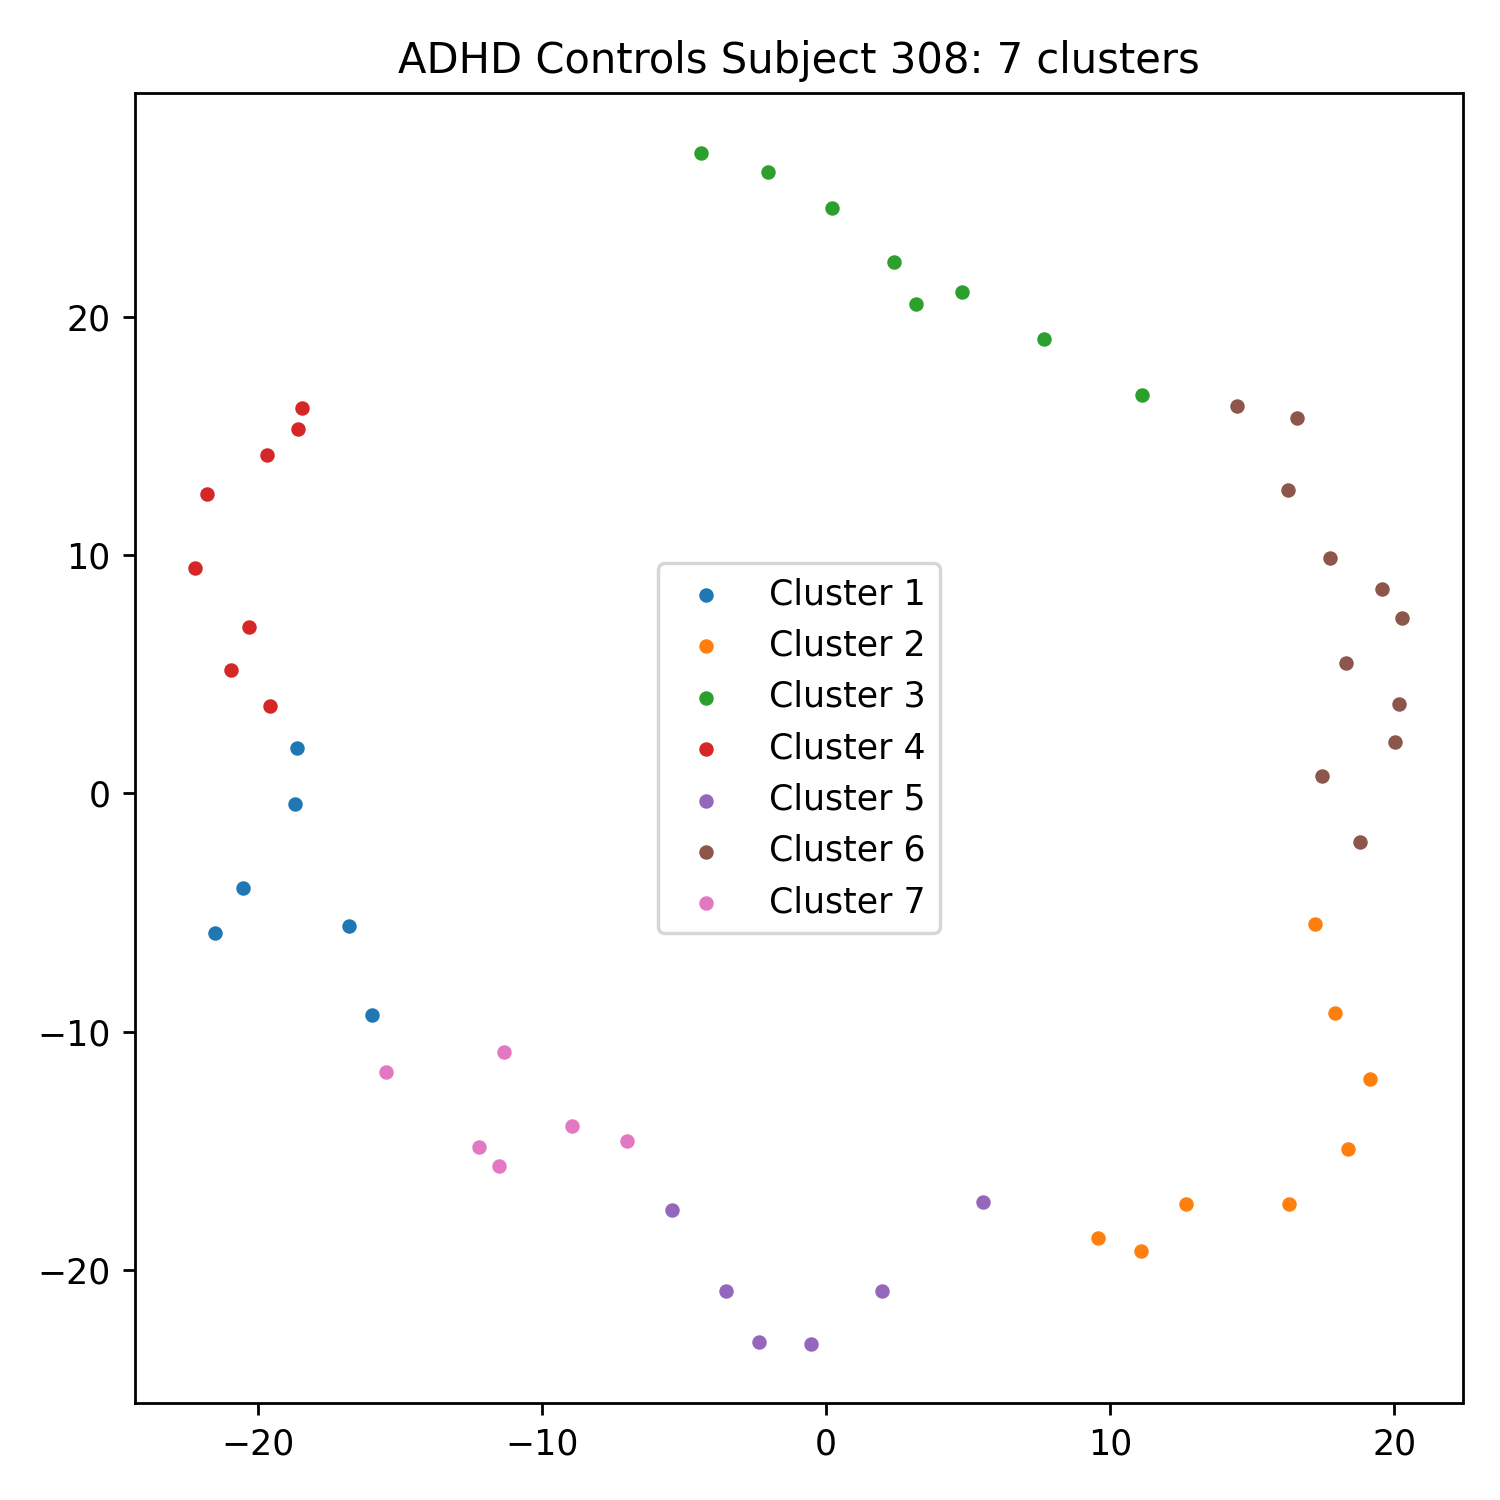 ADHD Controls Subject 308: 7 clusters
20
10
0
−10
−20
Cluster 1
Cluster 2
Cluster 3
Cluster 4
Cluster 5
Cluster 6
Cluster 7
−20 −10 0 10 20